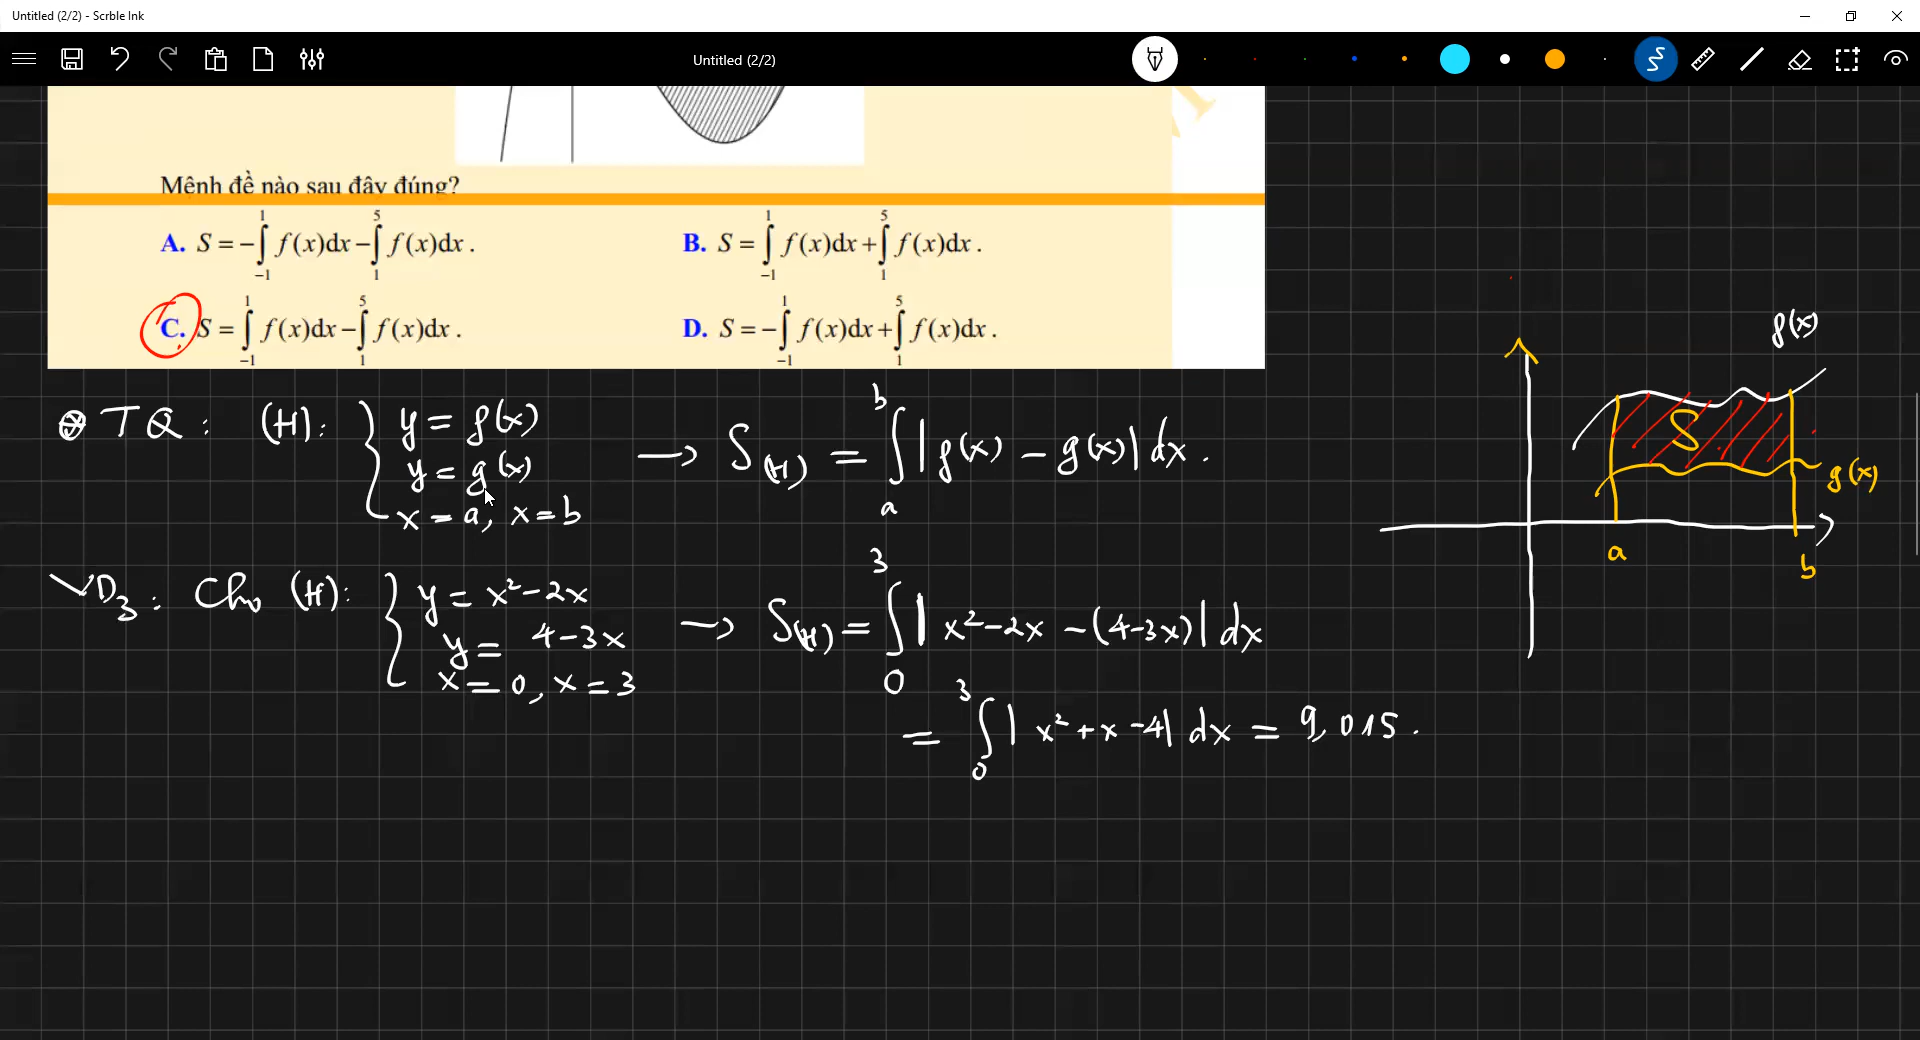 Untitled (2/2) - Scrble Ink
Untitled (2/2)
Mệnh đề nào sau đây đúng?
A. S = -∫_{-1}^{1} f(x)dx - ∫_{1}^{5} f(x)dx .
B. S = ∫_{-1}^{1} f(x)dx + ∫_{1}^{5} f(x)dx .
C. S = ∫_{-1}^{1} f(x)dx - ∫_{1}^{5} f(x)dx .
D. S = -∫_{-1}^{1} f(x)dx + ∫_{1}^{5} f(x)dx .
⊗ TQ : (H): { y = f(x)
y = g(x)
x = a, x = b
→ S_{(H)} = ∫_{a}^{b} |f(x) - g(x)| dx .
f(x)
S
g(x)
a
b
VD3 : Cho (H): { y = x² - 2x
y = 4 - 3x
x = 0, x = 3
→ S_{(H)} = ∫_{0}^{3} | x² - 2x - (4 - 3x)| dx
= ∫_{0}^{3} | x² + x - 4| dx = 9,015 .